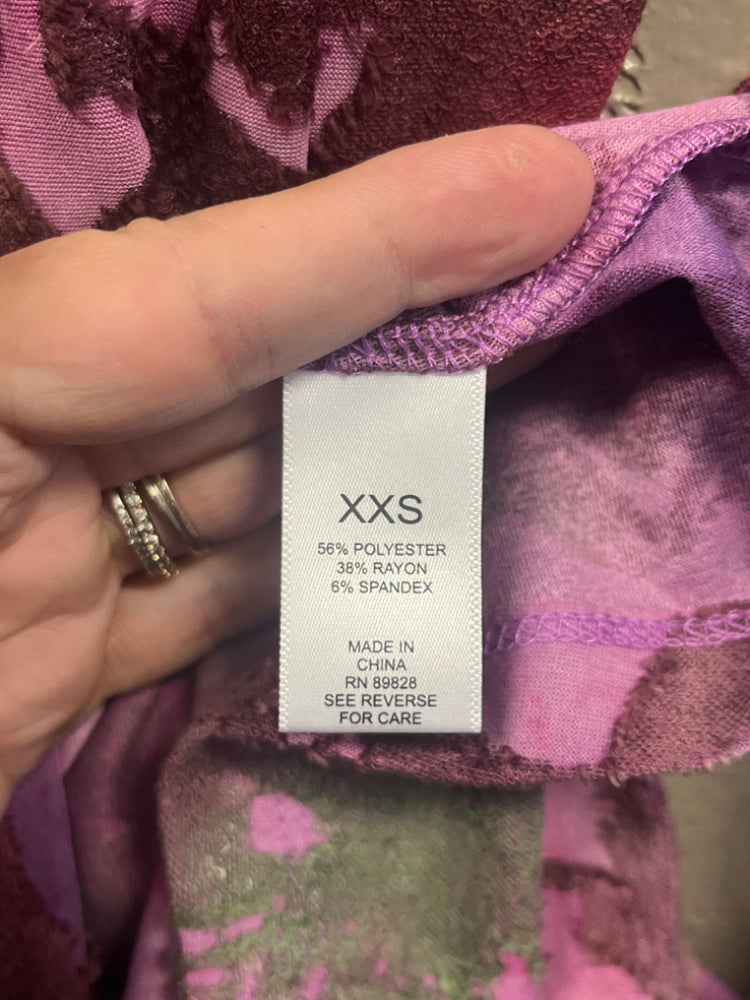 XXS
56% POLYESTER
38% RAYON
6% SPANDEX
MADE IN
CHINA
RN 89828
SEE REVERSE
FOR CARE